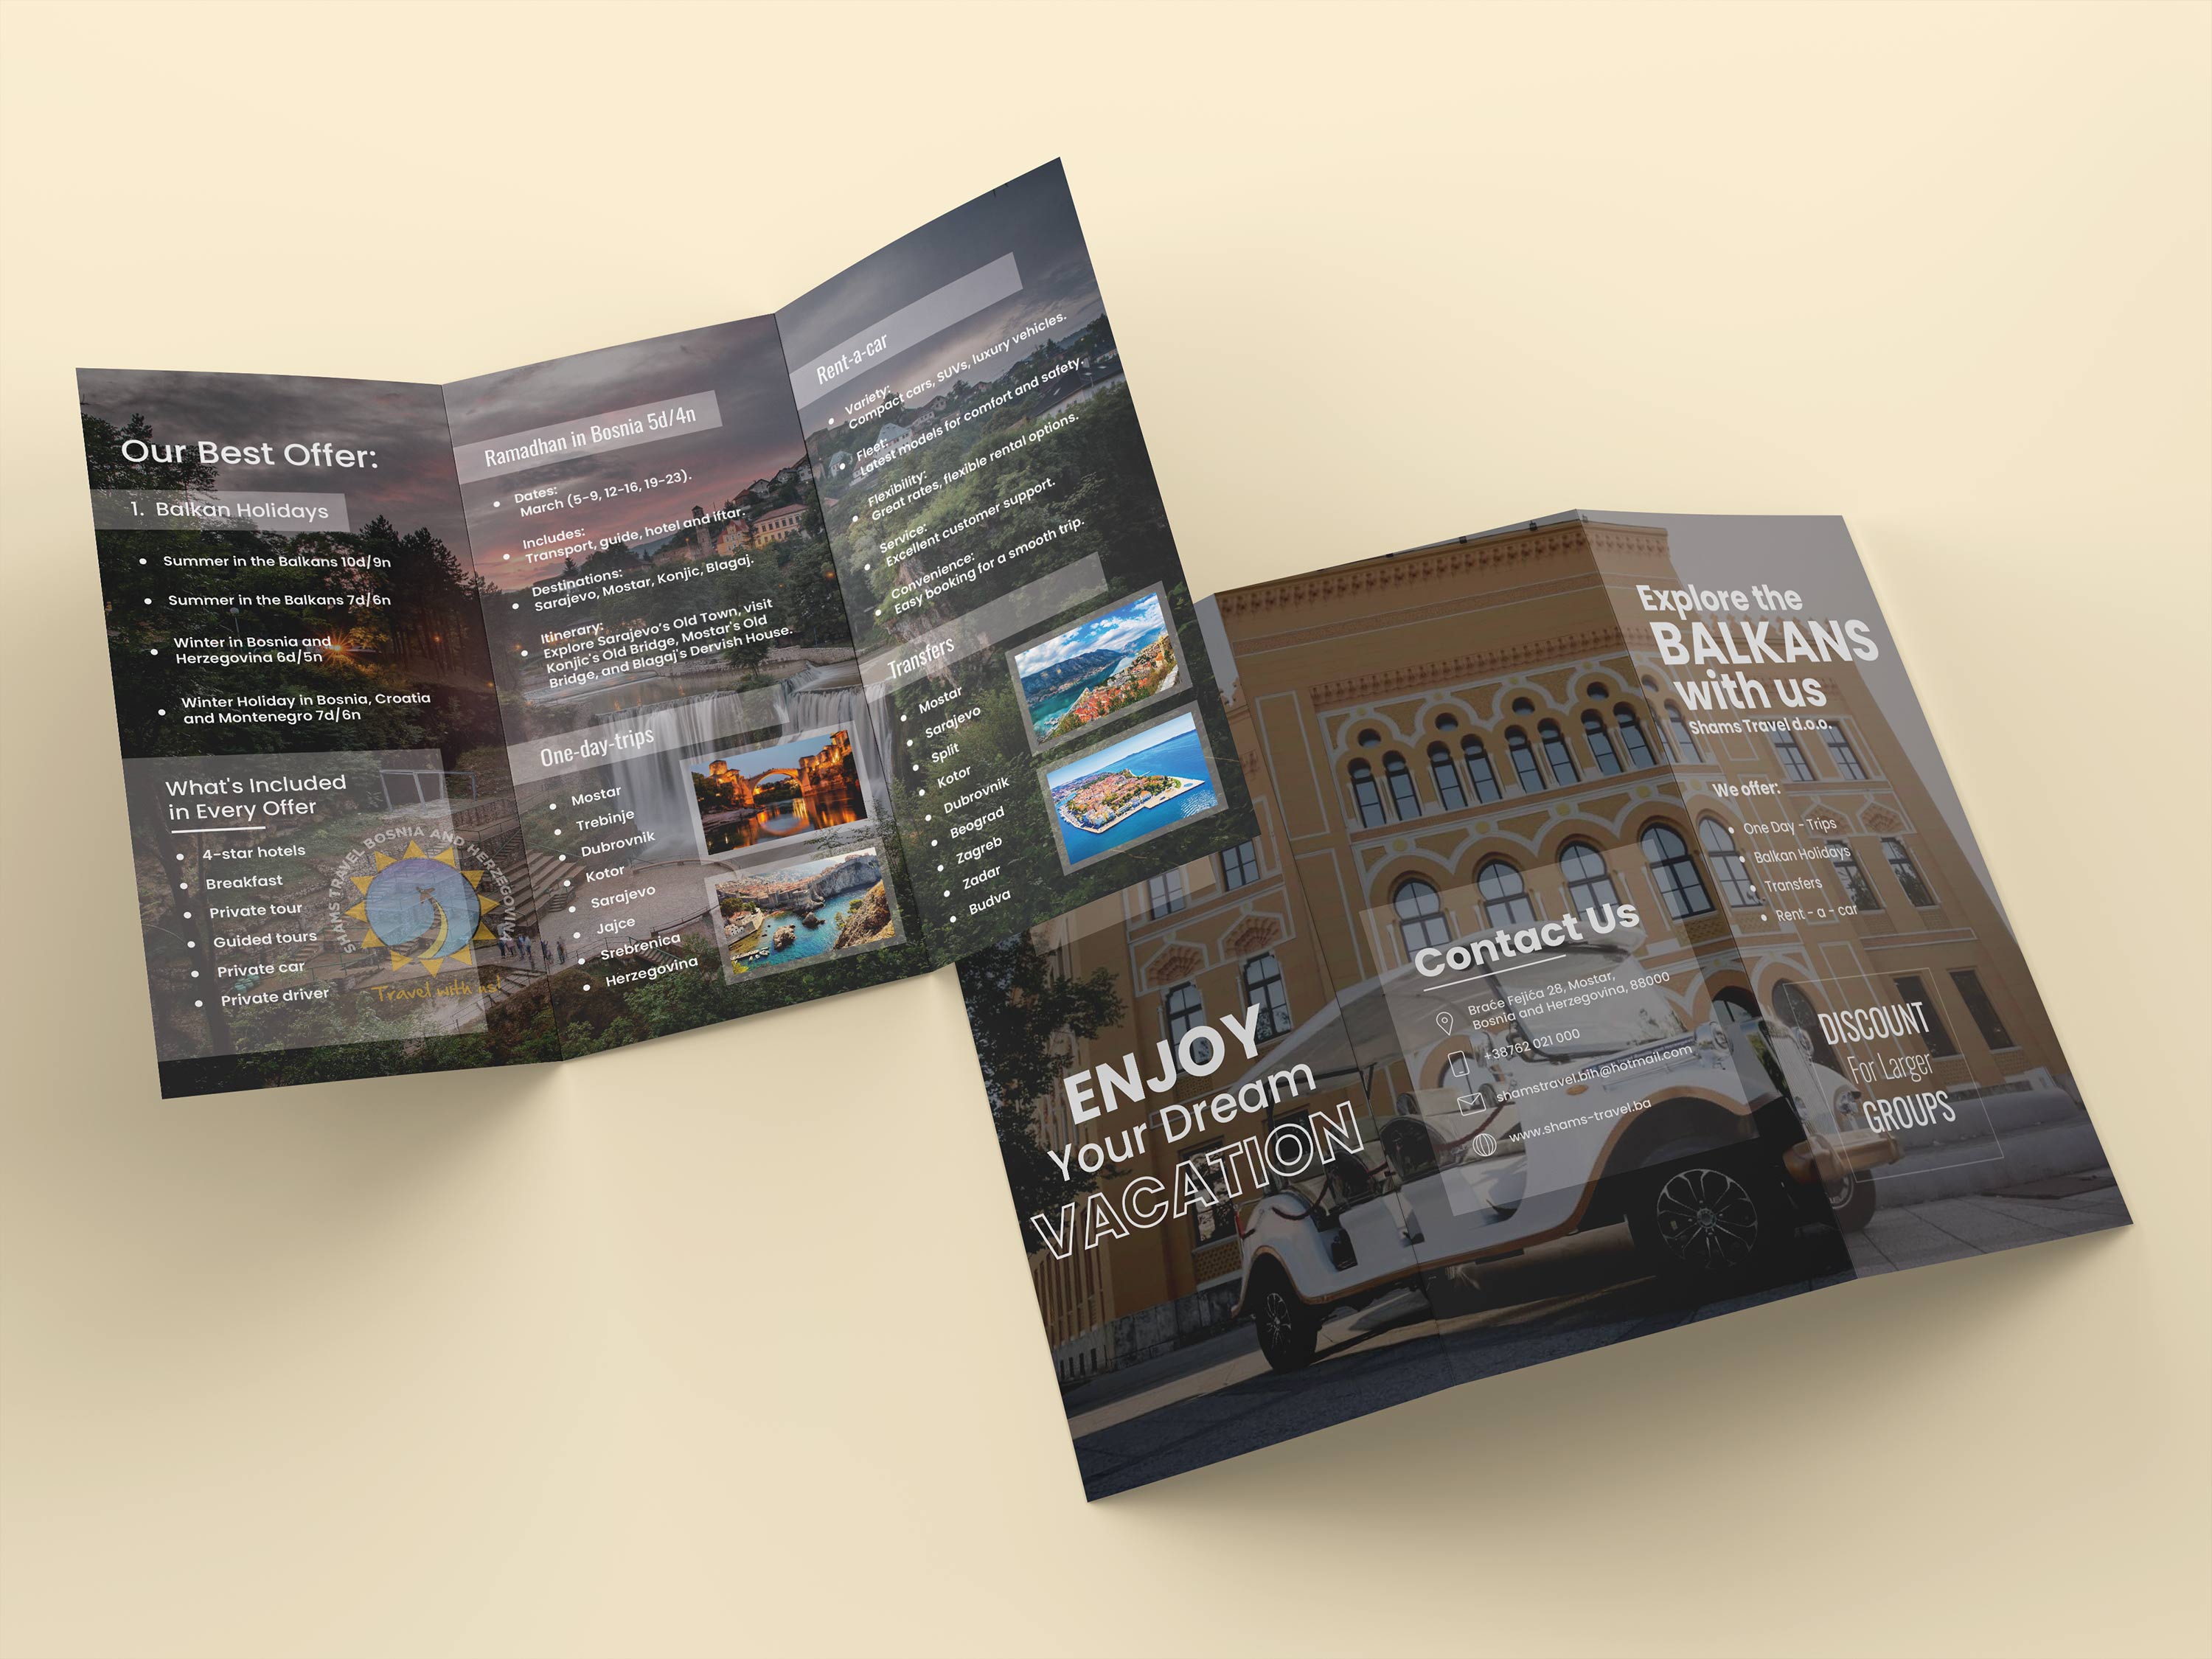 Our Best Offer:
1. Balkan Holidays
Summer in the Balkans 10d/9n
Summer in the Balkans 7d/6n
Winter in Bosnia and
Herzegovina 6d/5n
Winter Holiday in Bosnia, Croatia
and Montenegro 7d/6n
What's Included
in Every Offer
4-star hotels
Breakfast
Private tour
Guided tours
Private car
Private driver
SHAMS TRAVEL BOSNIA AND HERZEGOVINA
Travel with us!
Ramadhan in Bosnia 5d/4n
Dates:
March (5-9, 12-16, 19-23).
Includes:
Transport, guide, hotel and iftar.
Destinations:
Sarajevo, Mostar, Konjic, Blagaj.
Itinerary:
Explore Sarajevo's Old Town, visit
Konjic's Old Bridge, Mostar's Old
Bridge, and Blagaj's Dervish House.
One-day-trips
Mostar
Trebinje
Dubrovnik
Kotor
Sarajevo
Jajce
Srebrenica
Herzegovina
Rent-a-car
Variety:
Compact cars, SUVs, luxury vehicles.
Fleet:
Latest models for comfort and safety.
Flexibility:
Great rates, flexible rental options.
Service:
Excellent customer support.
Convenience:
Easy booking for a smooth trip.
Transfers
Mostar
Sarajevo
Split
Kotor
Dubrovnik
Beograd
Zagreb
Zadar
Budva
ENJOY
Your Dream
VACATION
Contact Us
Braće Fejića 28, Mostar,
Bosnia and Herzegovina, 88000
+38762 021 000
shamstravel.bih@hotmail.com
www.shams-travel.ba
Explore the
BALKANS
with us
Shams Travel d.o.o.
We offer:
One Day - Trips
Balkan Holidays
Transfers
Rent - a - car
DISCOUNT
For Larger
GROUPS